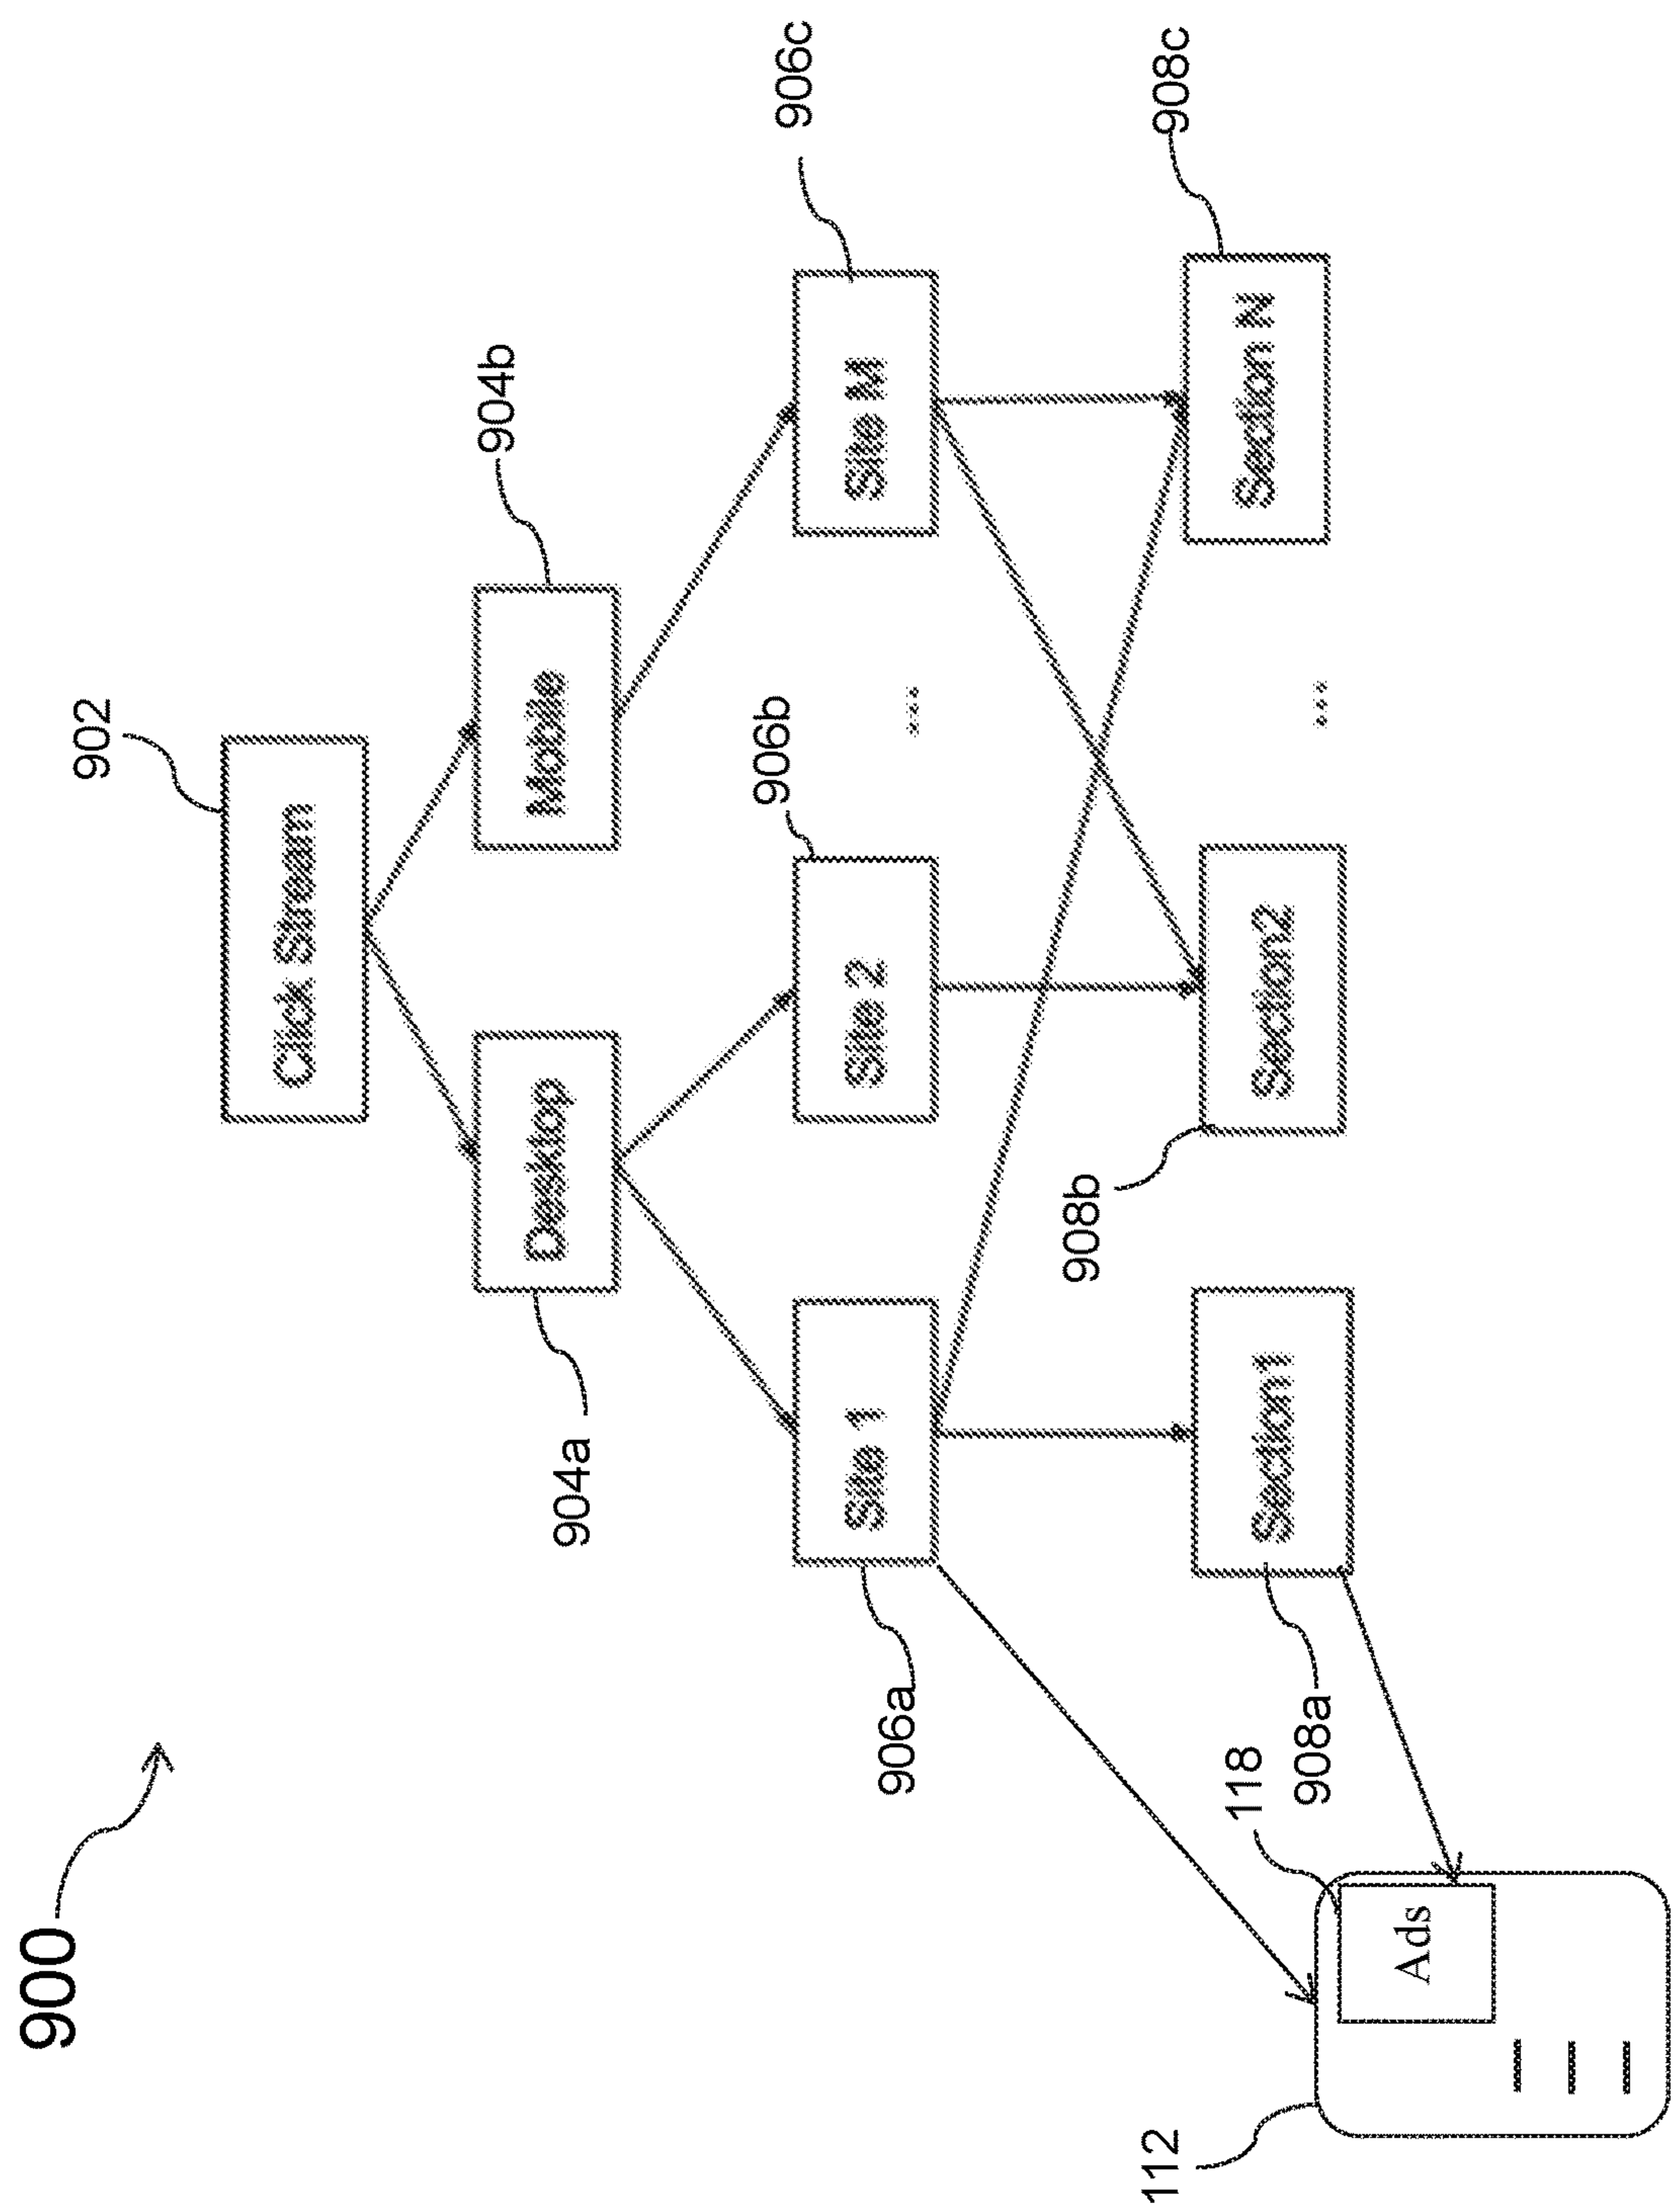 900
902
Click Stream
904a
Desktop
Mobile
904b
906a
Site 1
Site 2
906b
...
Site M
906c
908a
Section1
908b
Section2
...
Section N
908c
112
118
Ads